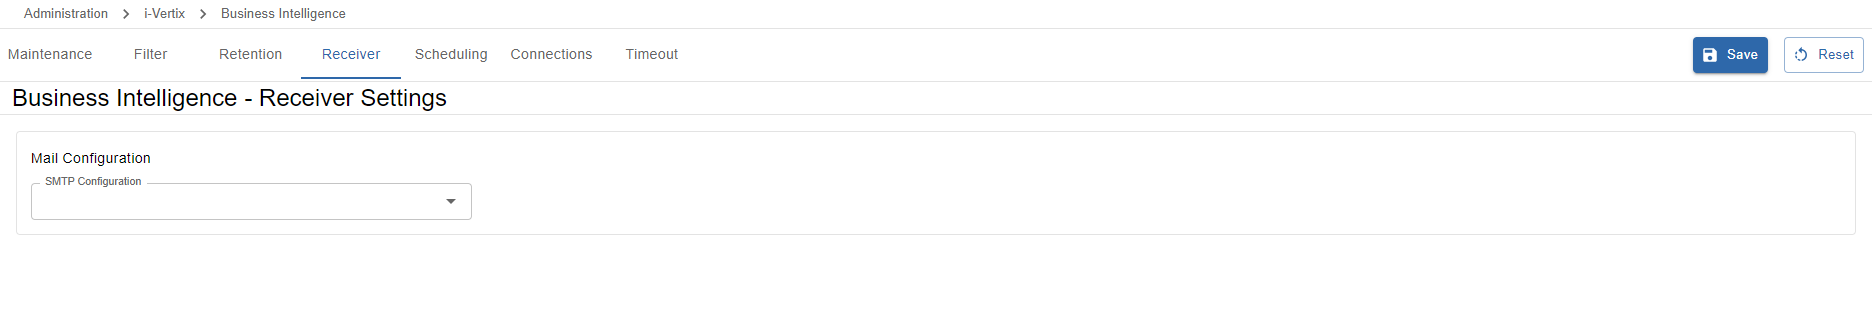 Administration > i-Vertix > Business Intelligence
Maintenance Filter Retention Receiver Scheduling Connections Timeout Save Reset
Business Intelligence - Receiver Settings
Mail Configuration
SMTP Configuration